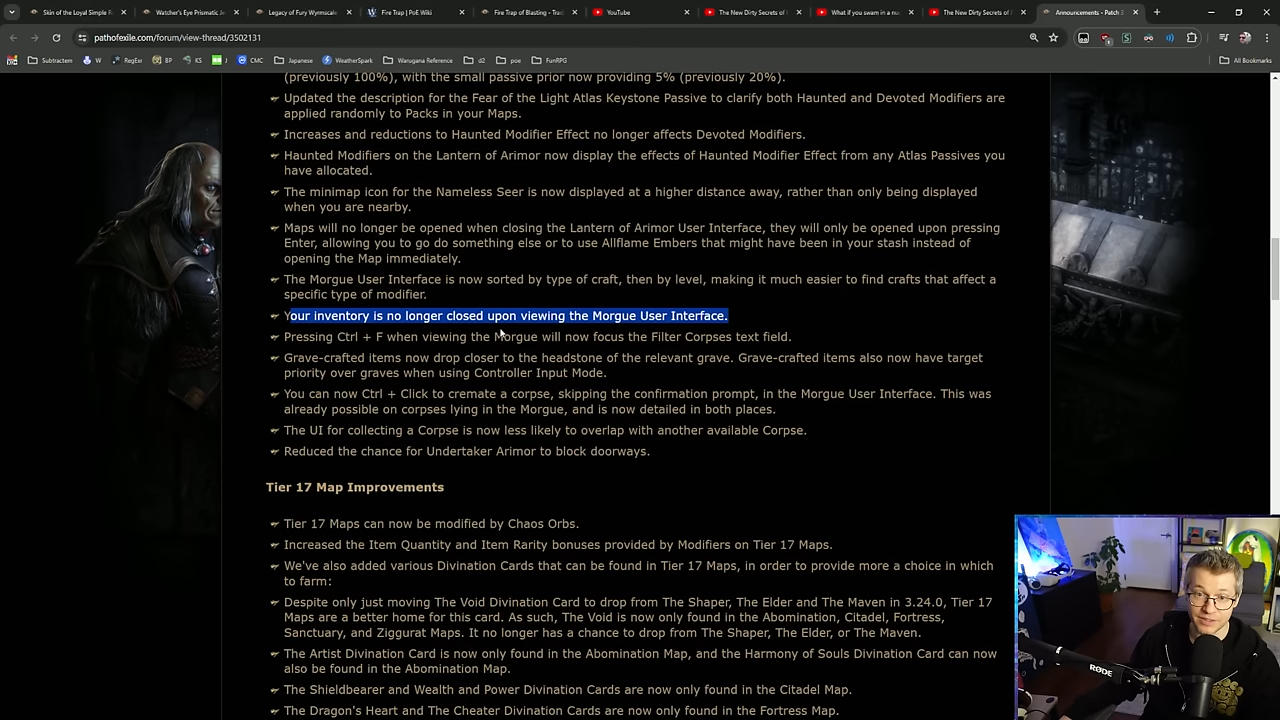 Skin of the Loyal Simple R
Watcher's Eye Prismatic Je
Legacy of Fury Wyrmscale
Fire Trap | PoE Wiki
Fire Trap of Blasting - Trad
YouTube
The New Dirty Secrets of
What if you swam in a nuc
The New Dirty Secrets of
Announcements - Patch 3
pathofexile.com/forum/view-thread/3502131
Subtractem
W
RegEx
BP
KS
J
CMC
Japanese
WeatherSpark
Warugana Reference
d2
poe
FunRPG
All Bookmarks
(previously 100%), with the small passive prior now providing 5% (previously 20%).
Updated the description for the Fear of the Light Atlas Keystone Passive to clarify both Haunted and Devoted Modifiers are
applied randomly to Packs in your Maps.
Increases and reductions to Haunted Modifier Effect no longer affects Devoted Modifiers.
Haunted Modifiers on the Lantern of Arimor now display the effects of Haunted Modifier Effect from any Atlas Passives you
have allocated.
The minimap icon for the Nameless Seer is now displayed at a higher distance away, rather than only being displayed
when you are nearby.
Maps will no longer be opened when closing the Lantern of Arimor User Interface, they will only be opened upon pressing
Enter, allowing you to go do something else or to use Allflame Embers that might have been in your stash instead of
opening the Map immediately.
The Morgue User Interface is now sorted by type of craft, then by level, making it much easier to find crafts that affect a
specific type of modifier.
Your inventory is no longer closed upon viewing the Morgue User Interface.
Pressing Ctrl + F when viewing the Morgue will now focus the Filter Corpses text field.
Grave-crafted items now drop closer to the headstone of the relevant grave. Grave-crafted items also now have target
priority over graves when using Controller Input Mode.
You can now Ctrl + Click to cremate a corpse, skipping the confirmation prompt, in the Morgue User Interface. This was
already possible on corpses lying in the Morgue, and is now detailed in both places.
The UI for collecting a Corpse is now less likely to overlap with another available Corpse.
Reduced the chance for Undertaker Arimor to block doorways.
Tier 17 Map Improvements
Tier 17 Maps can now be modified by Chaos Orbs.
Increased the Item Quantity and Item Rarity bonuses provided by Modifiers on Tier 17 Maps.
We've also added various Divination Cards that can be found in Tier 17 Maps, in order to provide more a choice in which
to farm:
Despite only just moving The Void Divination Card to drop from The Shaper, The Elder and The Maven in 3.24.0, Tier 17
Maps are a better home for this card. As such, The Void is now only found in the Abomination, Citadel, Fortress,
Sanctuary, and Ziggurat Maps. It no longer has a chance to drop from The Shaper, The Elder, or The Maven.
The Artist Divination Card is now only found in the Abomination Map, and the Harmony of Souls Divination Card can now
also be found in the Abomination Map.
The Shieldbearer and Wealth and Power Divination Cards are now only found in the Citadel Map.
The Dragon's Heart and The Cheater Divination Cards are now only found in the Fortress Map.
RØDE